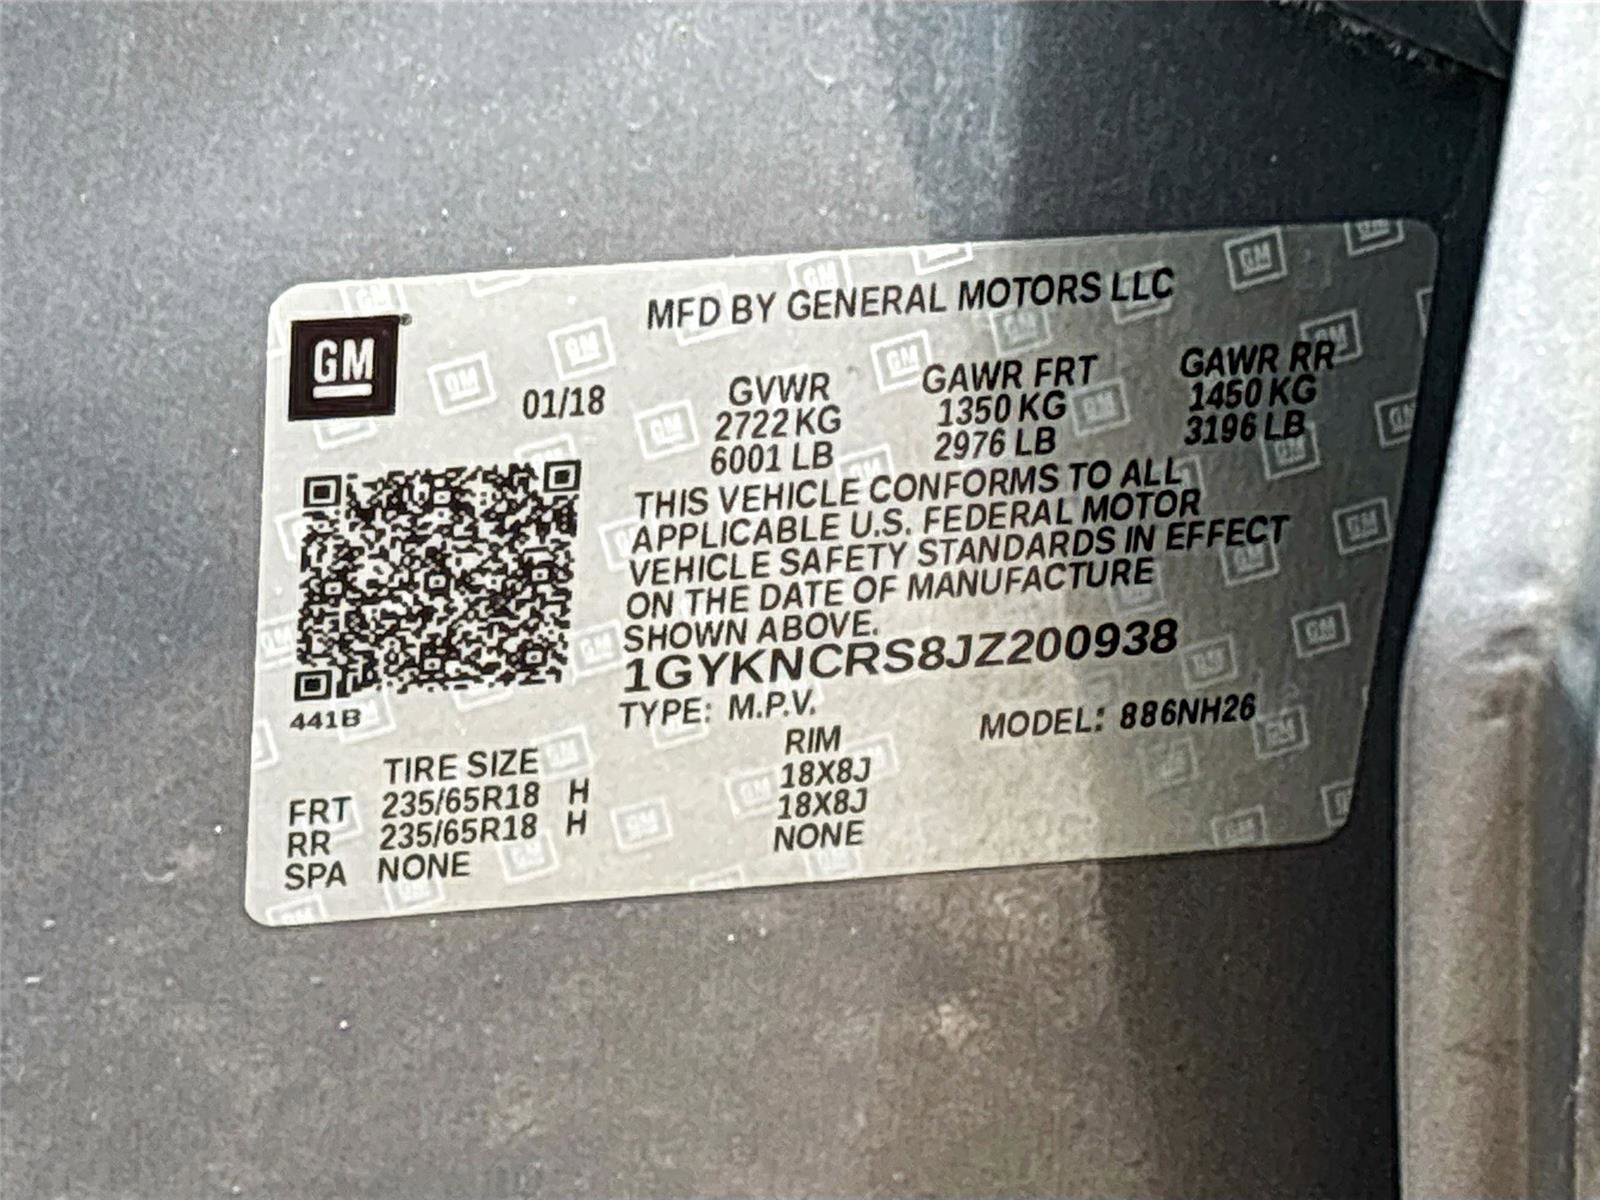 MFD BY GENERAL MOTORS LLC
GM
01/18
GVWR GAWR FRT GAWR RR
2722 KG 1350 KG 1450 KG
6001 LB 2976 LB 3196 LB
THIS VEHICLE CONFORMS TO ALL
APPLICABLE U.S. FEDERAL MOTOR
VEHICLE SAFETY STANDARDS IN EFFECT
ON THE DATE OF MANUFACTURE
SHOWN ABOVE.
1GYKNCRS8JZ200938
441B
TYPE: M.P.V. MODEL: 886NH26
TIRE SIZE RIM
FRT 235/65R18 H 18X8J
RR 235/65R18 H 18X8J
SPA NONE NONE